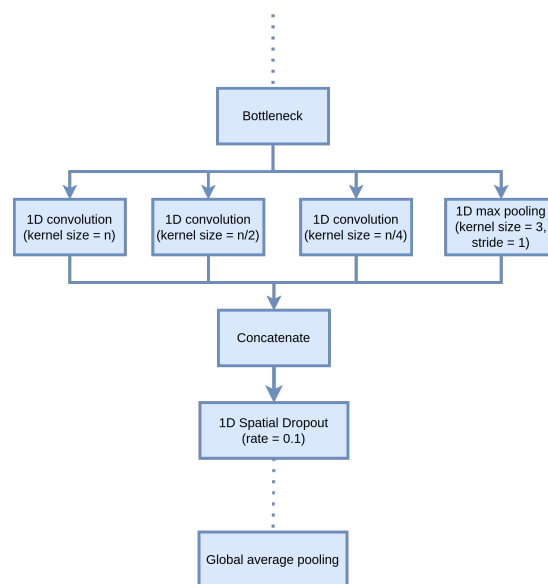 Bottleneck
1D convolution
(kernel size = n)
1D convolution
(kernel size = n/2)
1D convolution
(kernel size = n/4)
1D max pooling
(kernel size = 3,
stride = 1)
Concatenate
1D Spatial Dropout
(rate = 0.1)
Global average pooling